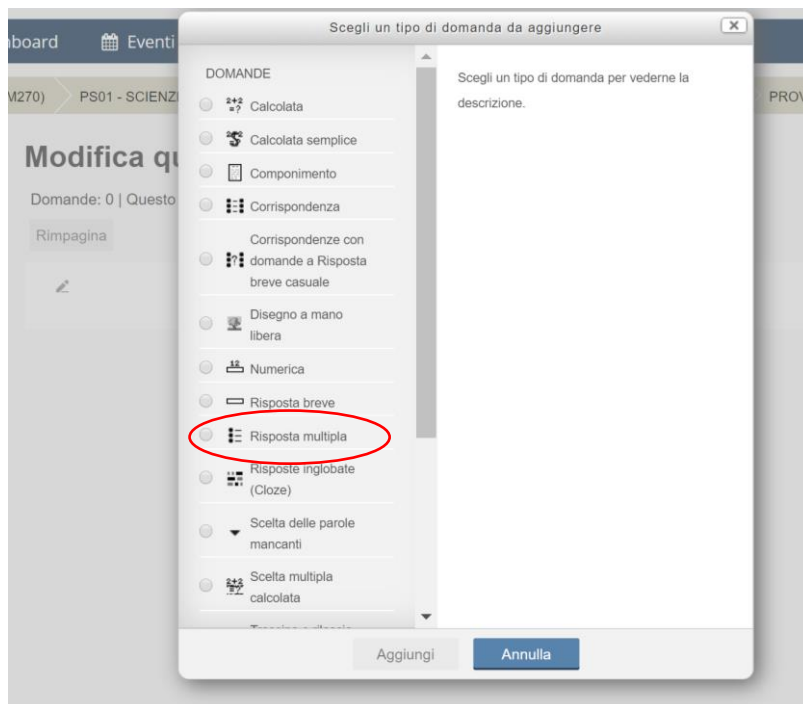 Scegli un tipo di domanda da aggiungere
board
Eventi
M270)
PS01 - SCIENZ
PROV
Modifica qu
Domande: 0 | Questo
Rimpagina
DOMANDE
Calcolata
Calcolata semplice
Componimento
Corrispondenza
Corrispondenze con
domande a Risposta
breve casuale
Disegno a mano
libera
Numerica
Risposta breve
Risposta multipla
Risposte inglobate
(Cloze)
Scelta delle parole
mancanti
Scelta multipla
calcolata
Scegli un tipo di domanda per vederne la
descrizione.
Aggiungi
Annulla